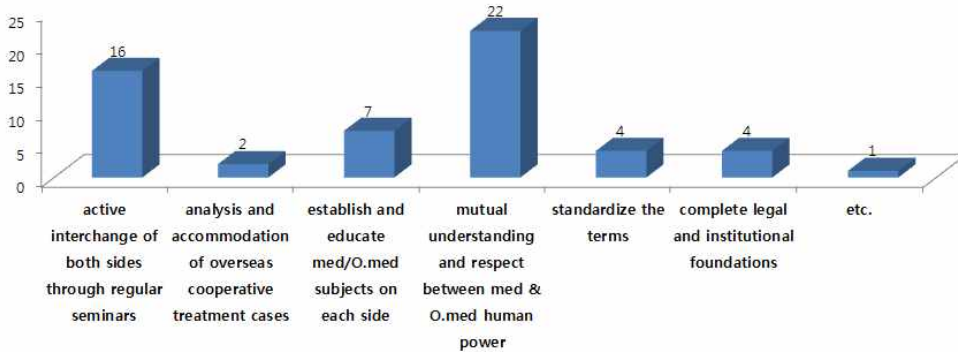 25
20
15
10
5
0
16
2
7
22
4
4
1
active
interchange of
both sides
through regular
seminars
analysis and
accommodation
of overseas
cooperative
treatment cases
establish and
educate
med/O.med
subjects on
each side
mutual
understanding
and respect
between med &
O.med human
power
standardize the
terms
complete legal
and institutional
foundations
etc.